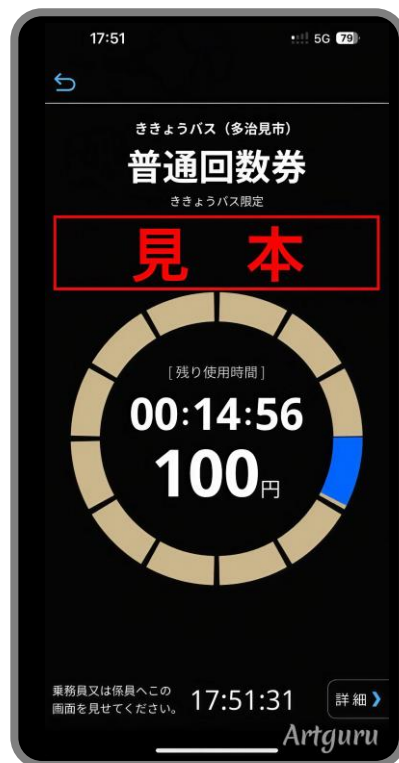 17:51 5G 79
ききょうバス（多治見市）
普通回数券
ききょうバス限定
見 本
[ 残り使用時間 ]
00:14:56
100円
乗務員又は係員へこの
画面を見せてください。
17:51:31
詳細 ❯
Artguru